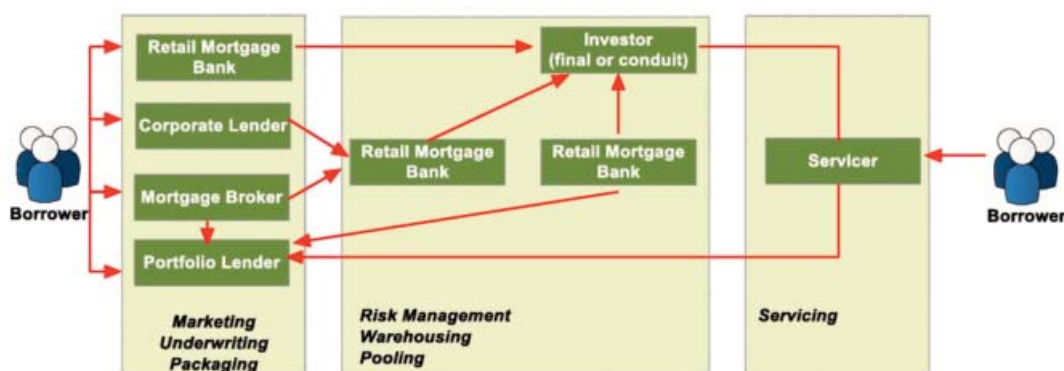 Borrower
Retail Mortgage
Bank
Corporate Lender
Mortgage Broker
Portfolio Lender
Marketing
Underwriting
Packaging
Investor
(final or conduit)
Retail Mortgage
Bank
Retail Mortgage
Bank
Risk Management
Warehousing
Pooling
Servicer
Servicing
Borrower